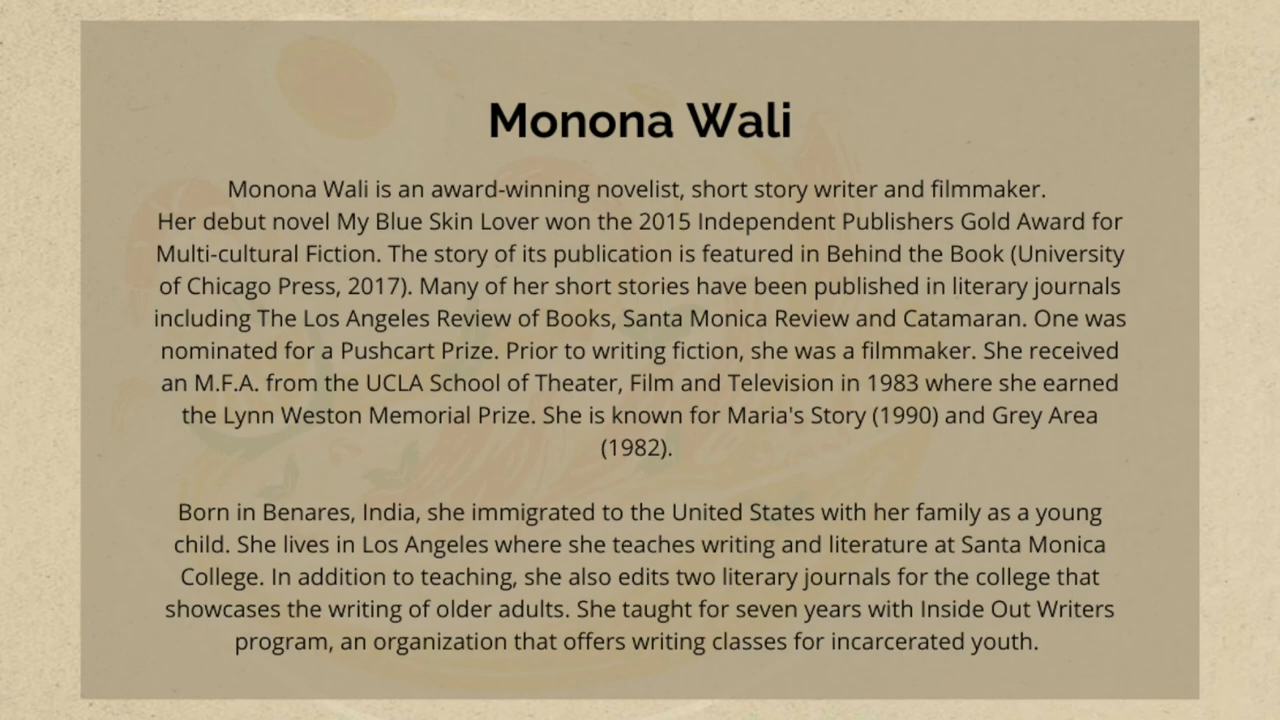 Monona Wali
Monona Wali is an award-winning novelist, short story writer and filmmaker.
Her debut novel My Blue Skin Lover won the 2015 Independent Publishers Gold Award for
Multi-cultural Fiction. The story of its publication is featured in Behind the Book (University
of Chicago Press, 2017). Many of her short stories have been published in literary journals
including The Los Angeles Review of Books, Santa Monica Review and Catamaran. One was
nominated for a Pushcart Prize. Prior to writing fiction, she was a filmmaker. She received
an M.F.A. from the UCLA School of Theater, Film and Television in 1983 where she earned
the Lynn Weston Memorial Prize. She is known for Maria's Story (1990) and Grey Area
(1982).
Born in Benares, India, she immigrated to the United States with her family as a young
child. She lives in Los Angeles where she teaches writing and literature at Santa Monica
College. In addition to teaching, she also edits two literary journals for the college that
showcases the writing of older adults. She taught for seven years with Inside Out Writers
program, an organization that offers writing classes for incarcerated youth.